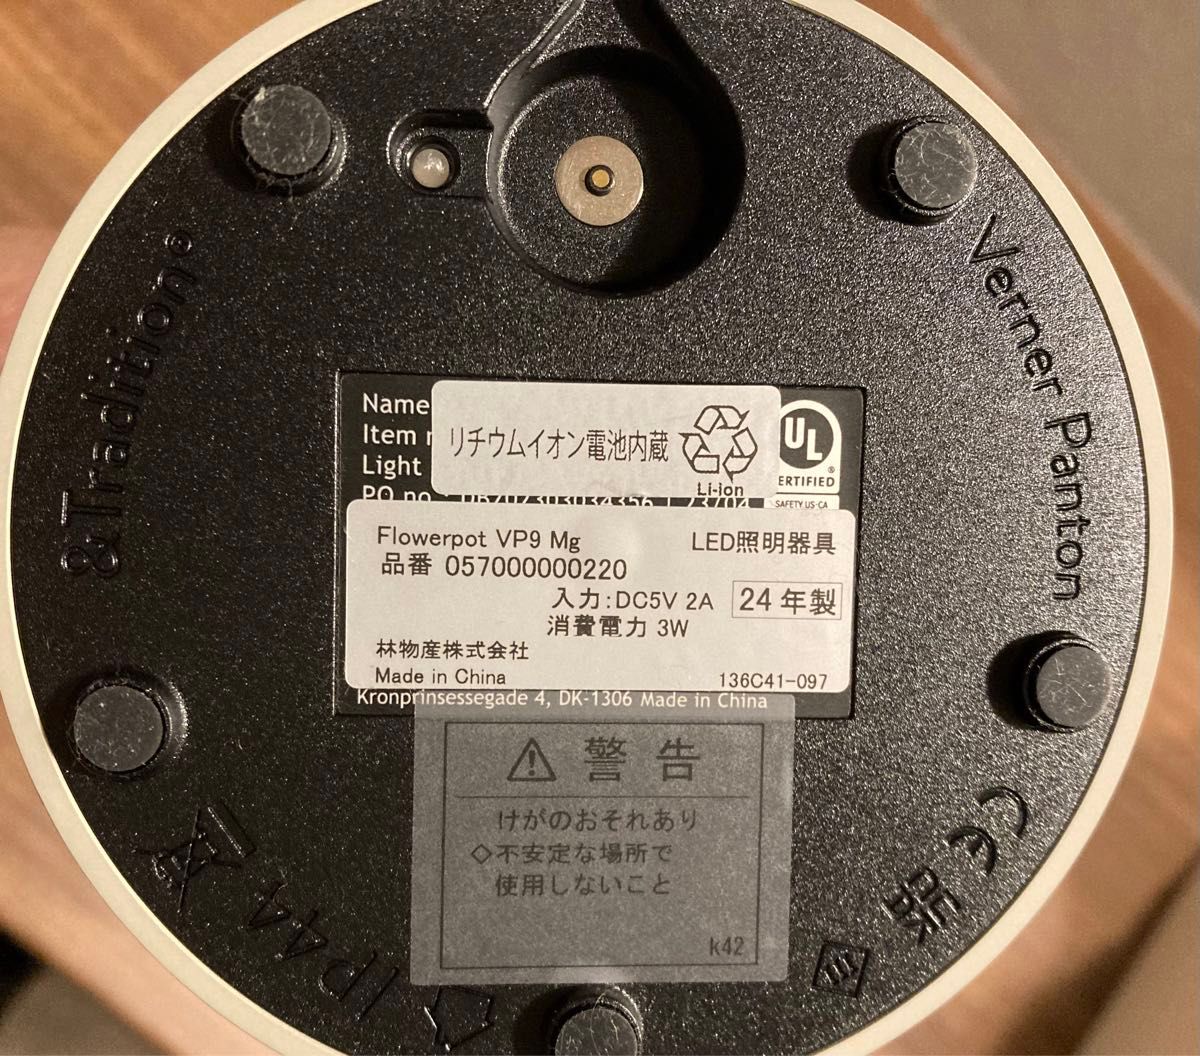 &Tradition®
Verner Panton
Name
Item
Light
PO no
リチウムイオン電池内蔵
Li-ion
UL
®
ERTIFIED
SAFETY US-CA
Flowerpot VP9 Mg
LED照明器具
品番 057000000220
入力:DC5V 2A
24年製
消費電力 3W
林物産株式会社
Made in China
136C41-097
Kronprinsessegade 4, DK-1306 Made in China
警告
けがのおそれあり
◇不安定な場所で
使用しないこと
k42
IP44
CE